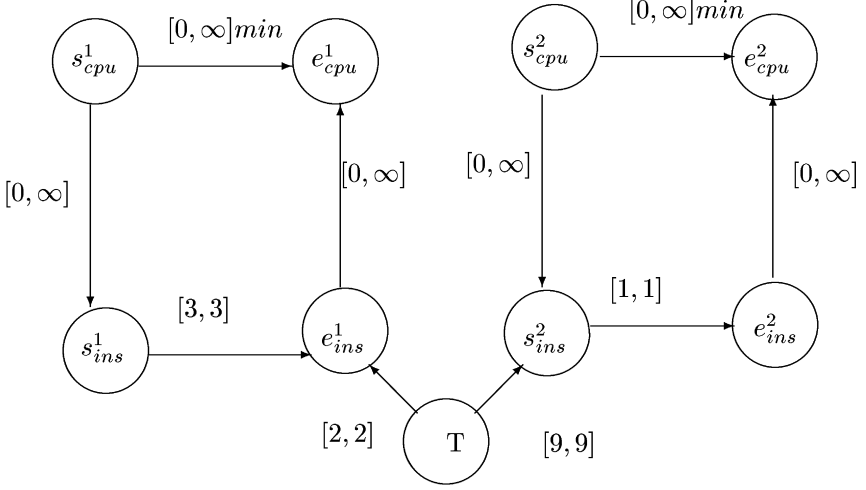 [0, ∞]min
[0, ∞]min
s¹cpu
e¹cpu
s²cpu
e²cpu
[0, ∞]
[0, ∞]
[0, ∞]
[0, ∞]
[3, 3]
[1, 1]
s¹ins
e¹ins
s²ins
e²ins
[2, 2]
T
[9, 9]